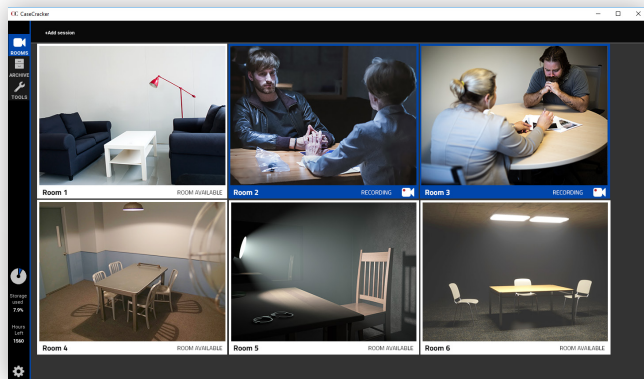 CC CaseCracker
+Add session
ROOMS
ARCHIVE
TOOLS
Room 1 ROOM AVAILABLE
Room 2 RECORDING
Room 3 RECORDING
Room 4 ROOM AVAILABLE
Room 5 ROOM AVAILABLE
Room 6 ROOM AVAILABLE
Storage
used
7.9%
Hours
Left
1560